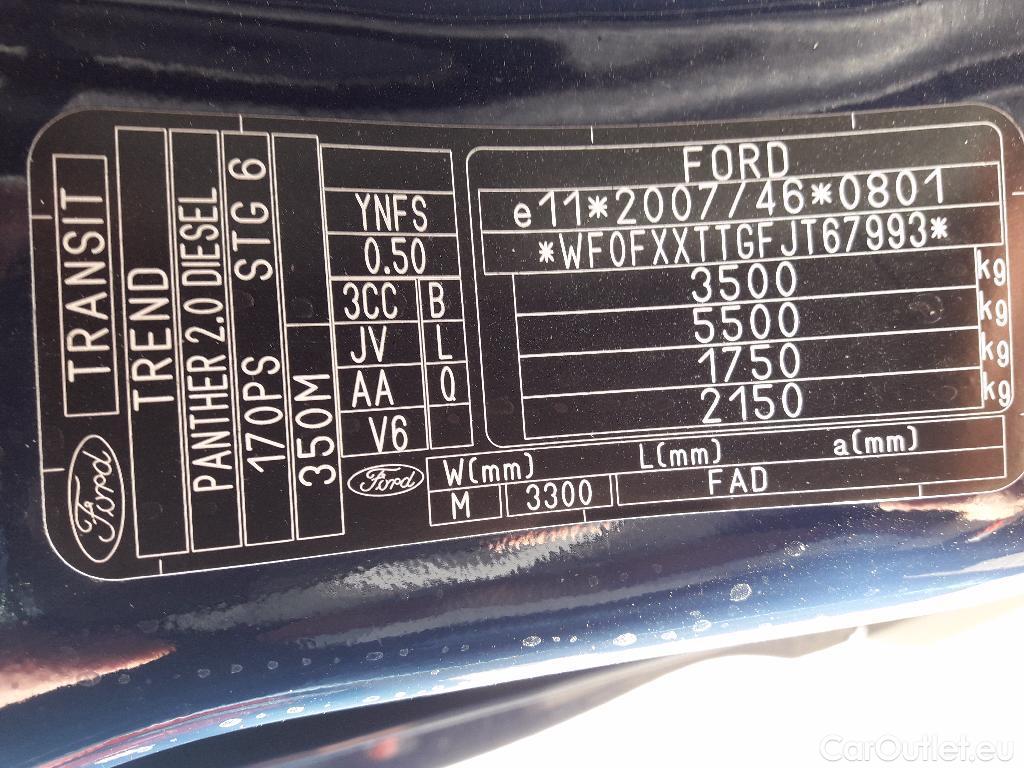 FORD
e11*2007/46*0801
*WF0FXXTTGFJT67993*
3500 kg
5500 kg
1750 kg
2150 kg
W(mm) L(mm) a(mm)
M 3300 FAD
YNFS
0.50
3CC B
JV L
AA Q
V6
Ford
Ford TRANSIT
TREND
PANTHER 2.0 DIESEL
170PS STG 6
350M
CarOutlet.eu